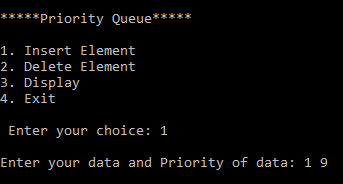 *****Priority Queue*****
1. Insert Element
2. Delete Element
3. Display
4. Exit
Enter your choice: 1
Enter your data and Priority of data: 1 9